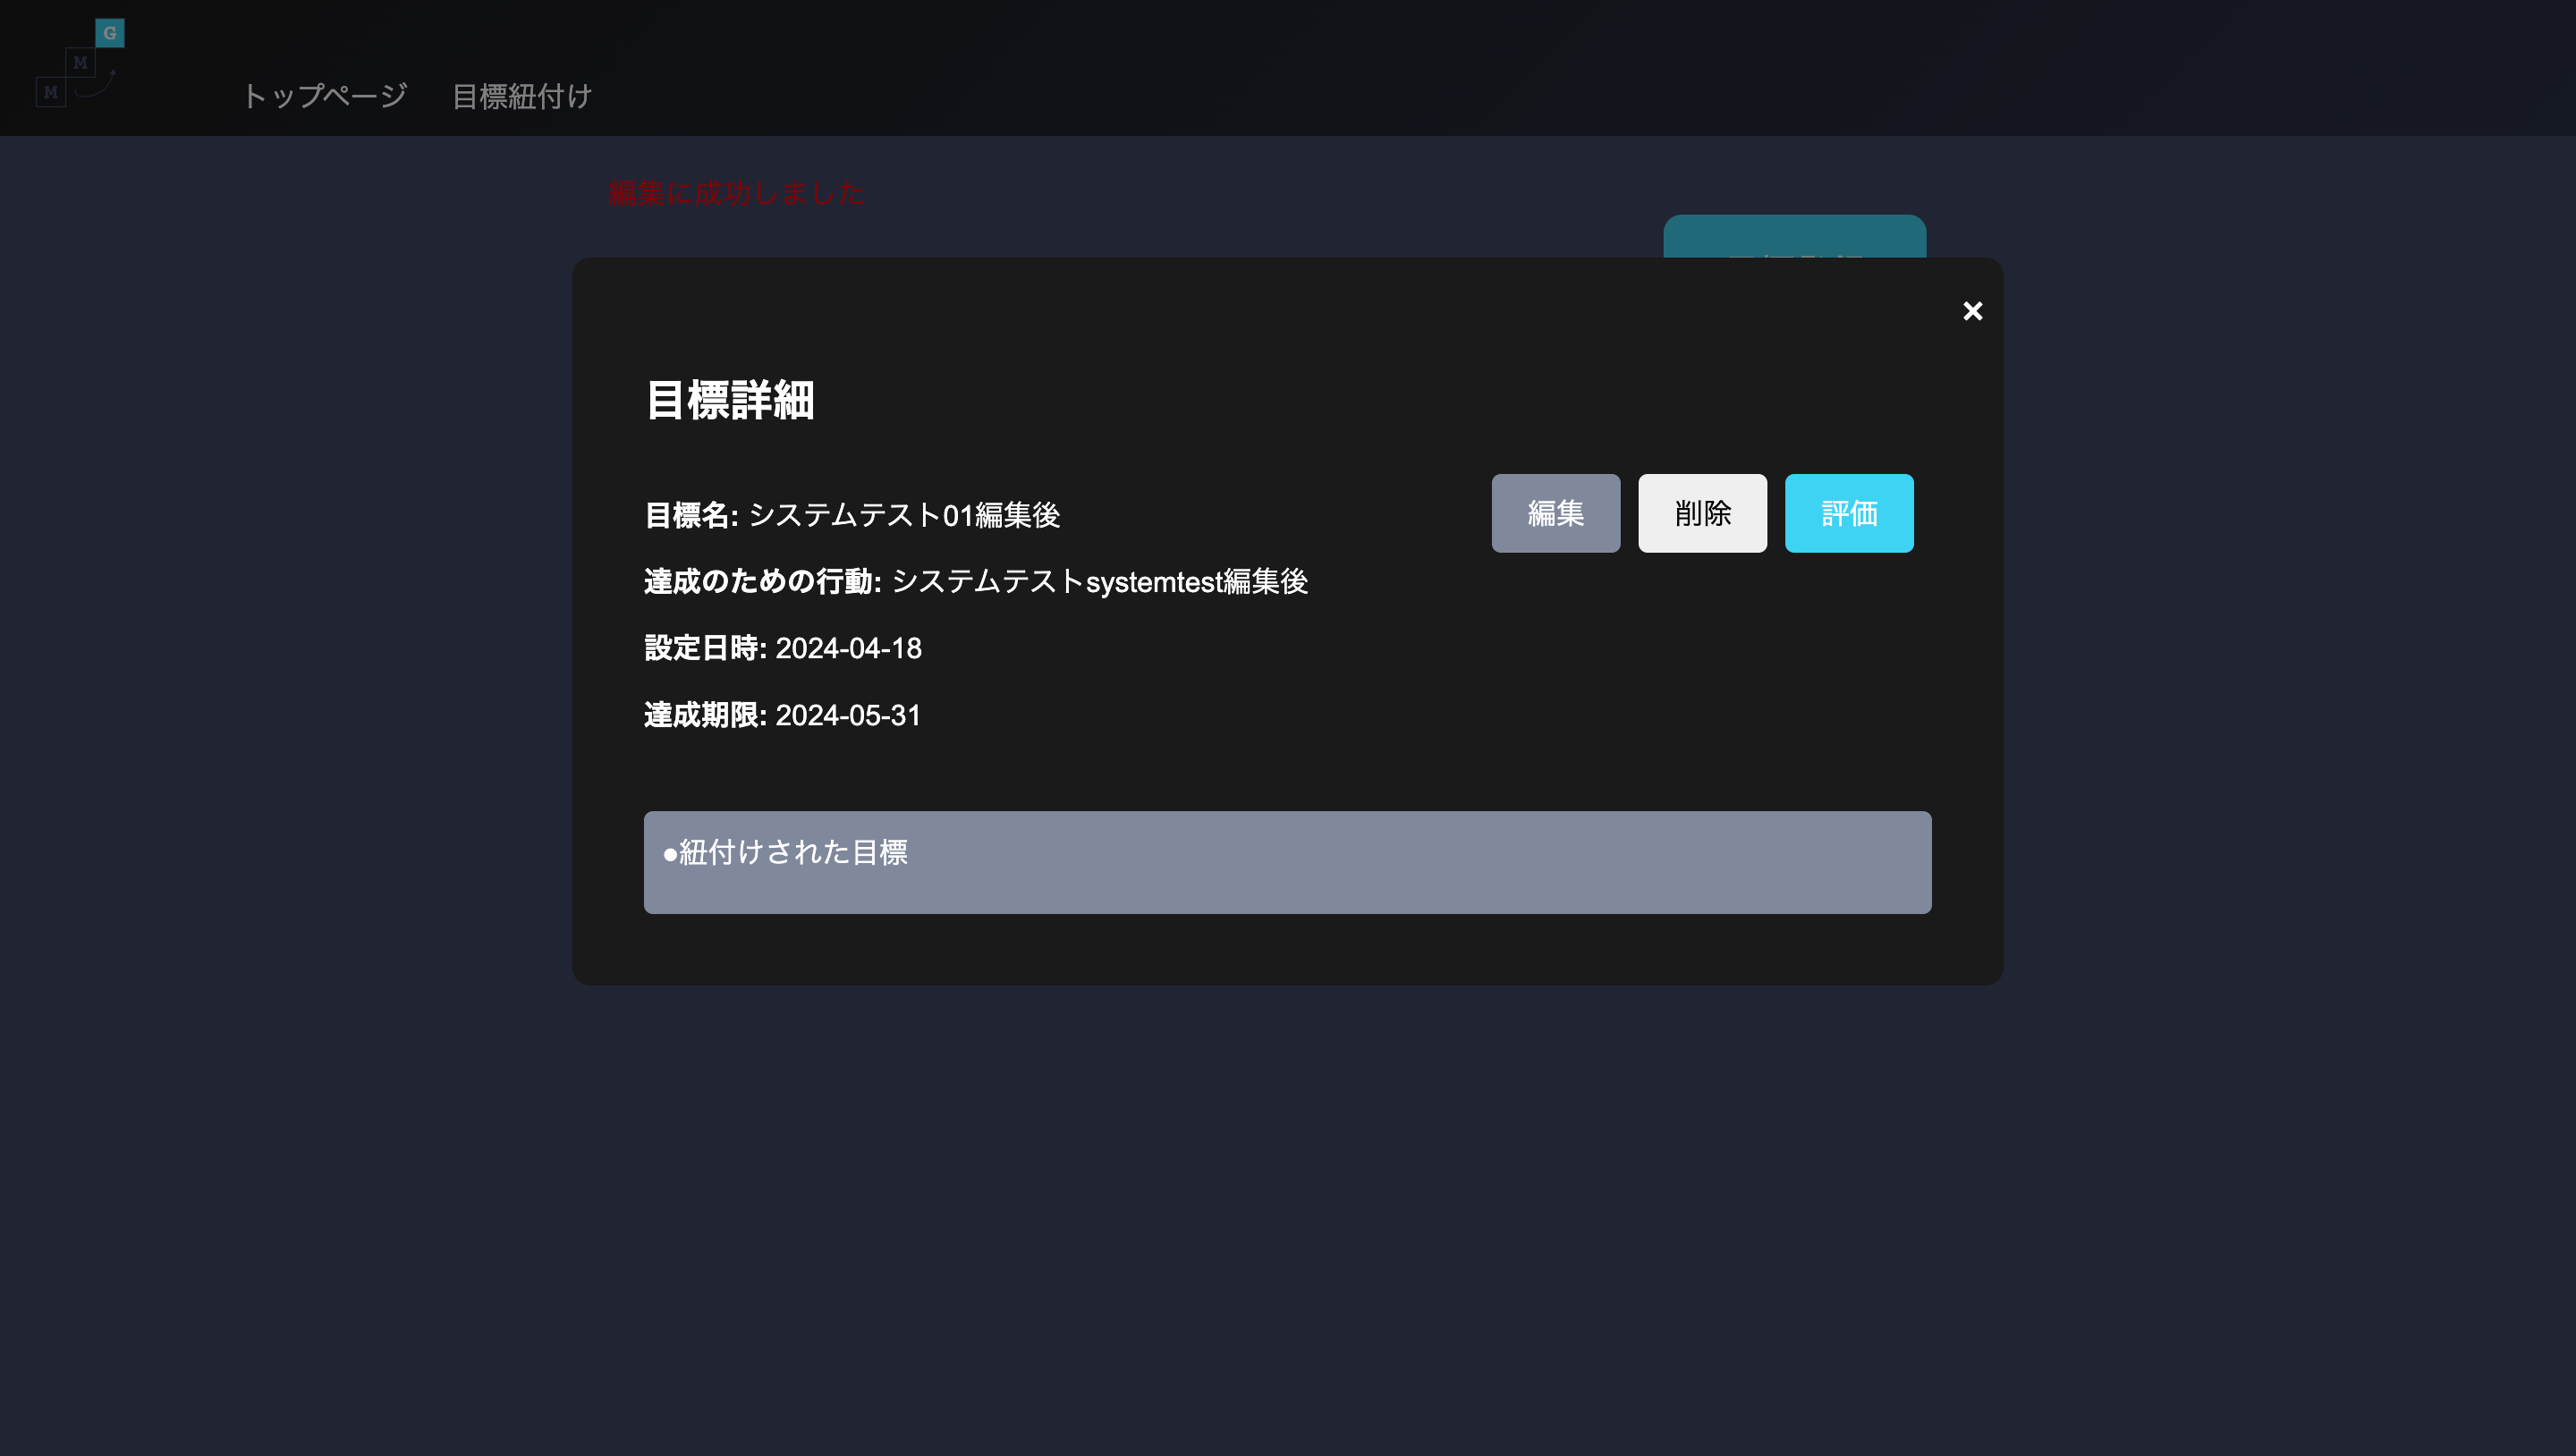 G
M
M
トップページ 目標紐付け
編集に成功しました
×
目標詳細
目標名: システムテスト01編集後
編集 削除 評価
達成のための行動: システムテストsystemtest編集後
設定日時: 2024-04-18
達成期限: 2024-05-31
●紐付けされた目標